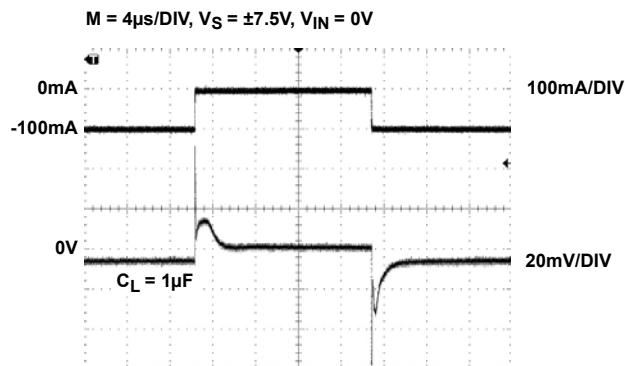 M = 4µs/DIV, VS = ±7.5V, VIN = 0V
T
0mA
100mA/DIV
-100mA
0V
20mV/DIV
CL = 1µF